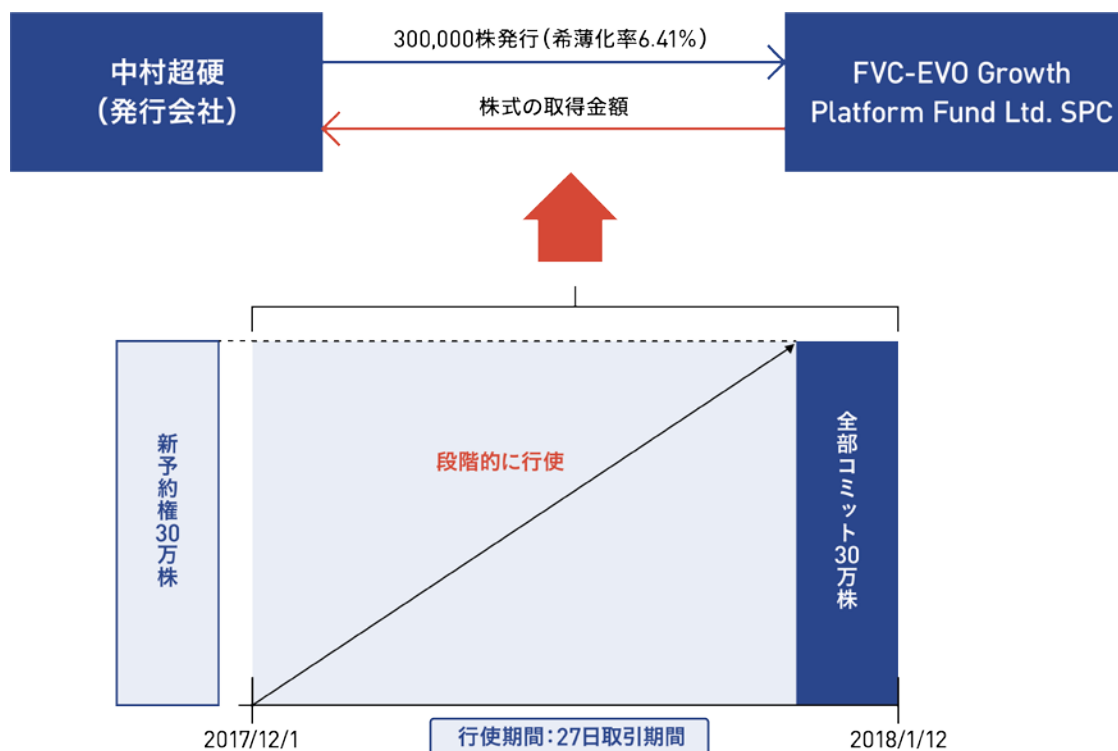 中村超硬
（発行会社）
300,000株発行（希薄化率6.41%）
株式の取得金額
FVC-EVO Growth
Platform Fund Ltd. SPC
新予約権30万株
段階的に行使
全部コミット30万株
2017/12/1
行使期間：27日取引期間
2018/1/12